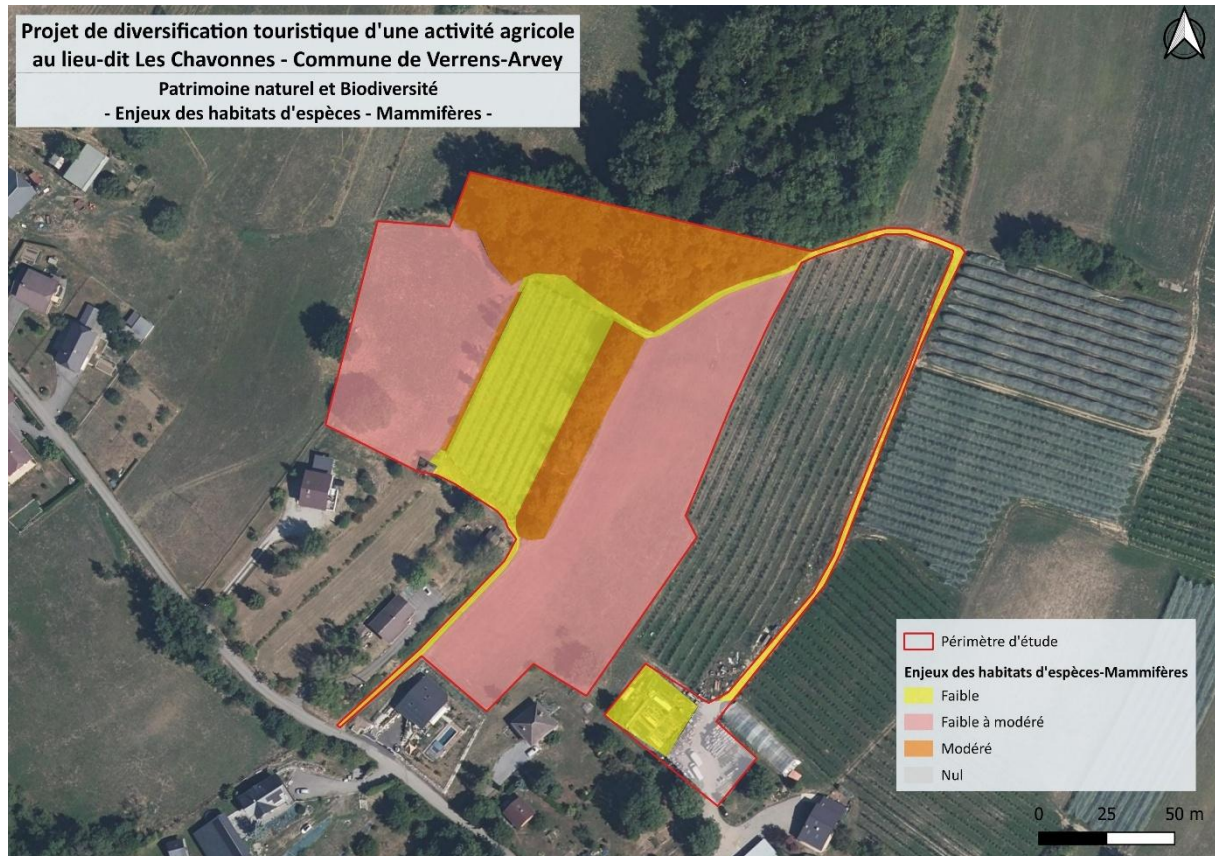 Projet de diversification touristique d'une activité agricole
au lieu-dit Les Chavonnes - Commune de Verrens-Arvey
Patrimoine naturel et Biodiversité
- Enjeux des habitats d'espèces - Mammifères -
Périmètre d'étude
Enjeux des habitats d'espèces-Mammifères
Faible
Faible à modéré
Modéré
Nul
0 25 50 m